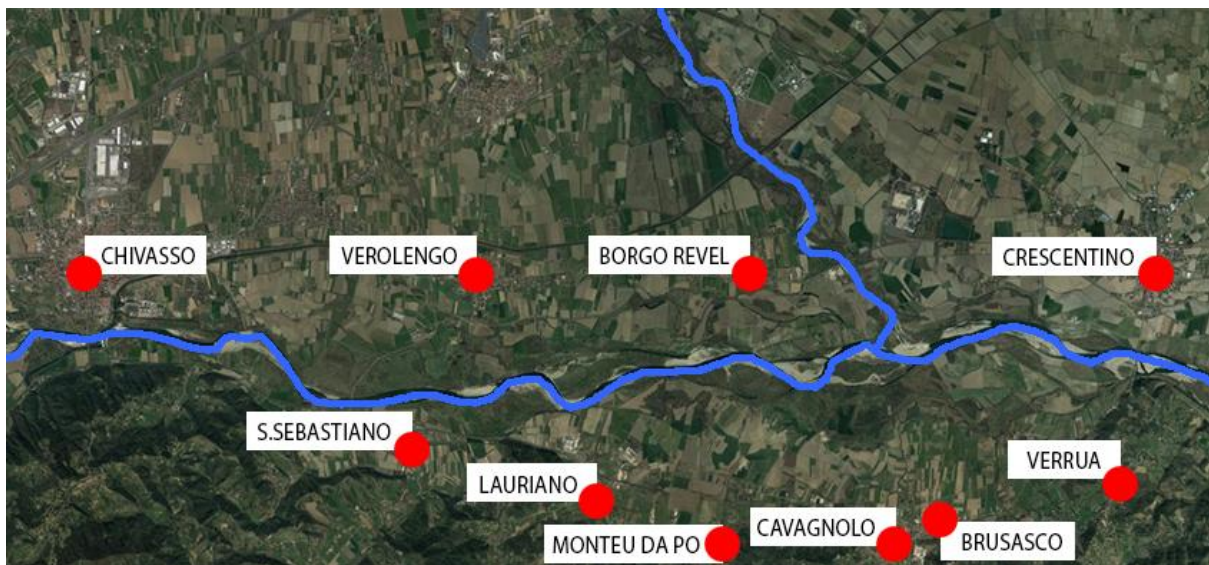 CHIVASSO
VEROLENGO
BORGO REVEL
CRESCENTINO
S.SEBASTIANO
LAURIANO
MONTEU DA PO
CAVAGNOLO
BRUSASCO
VERRUA